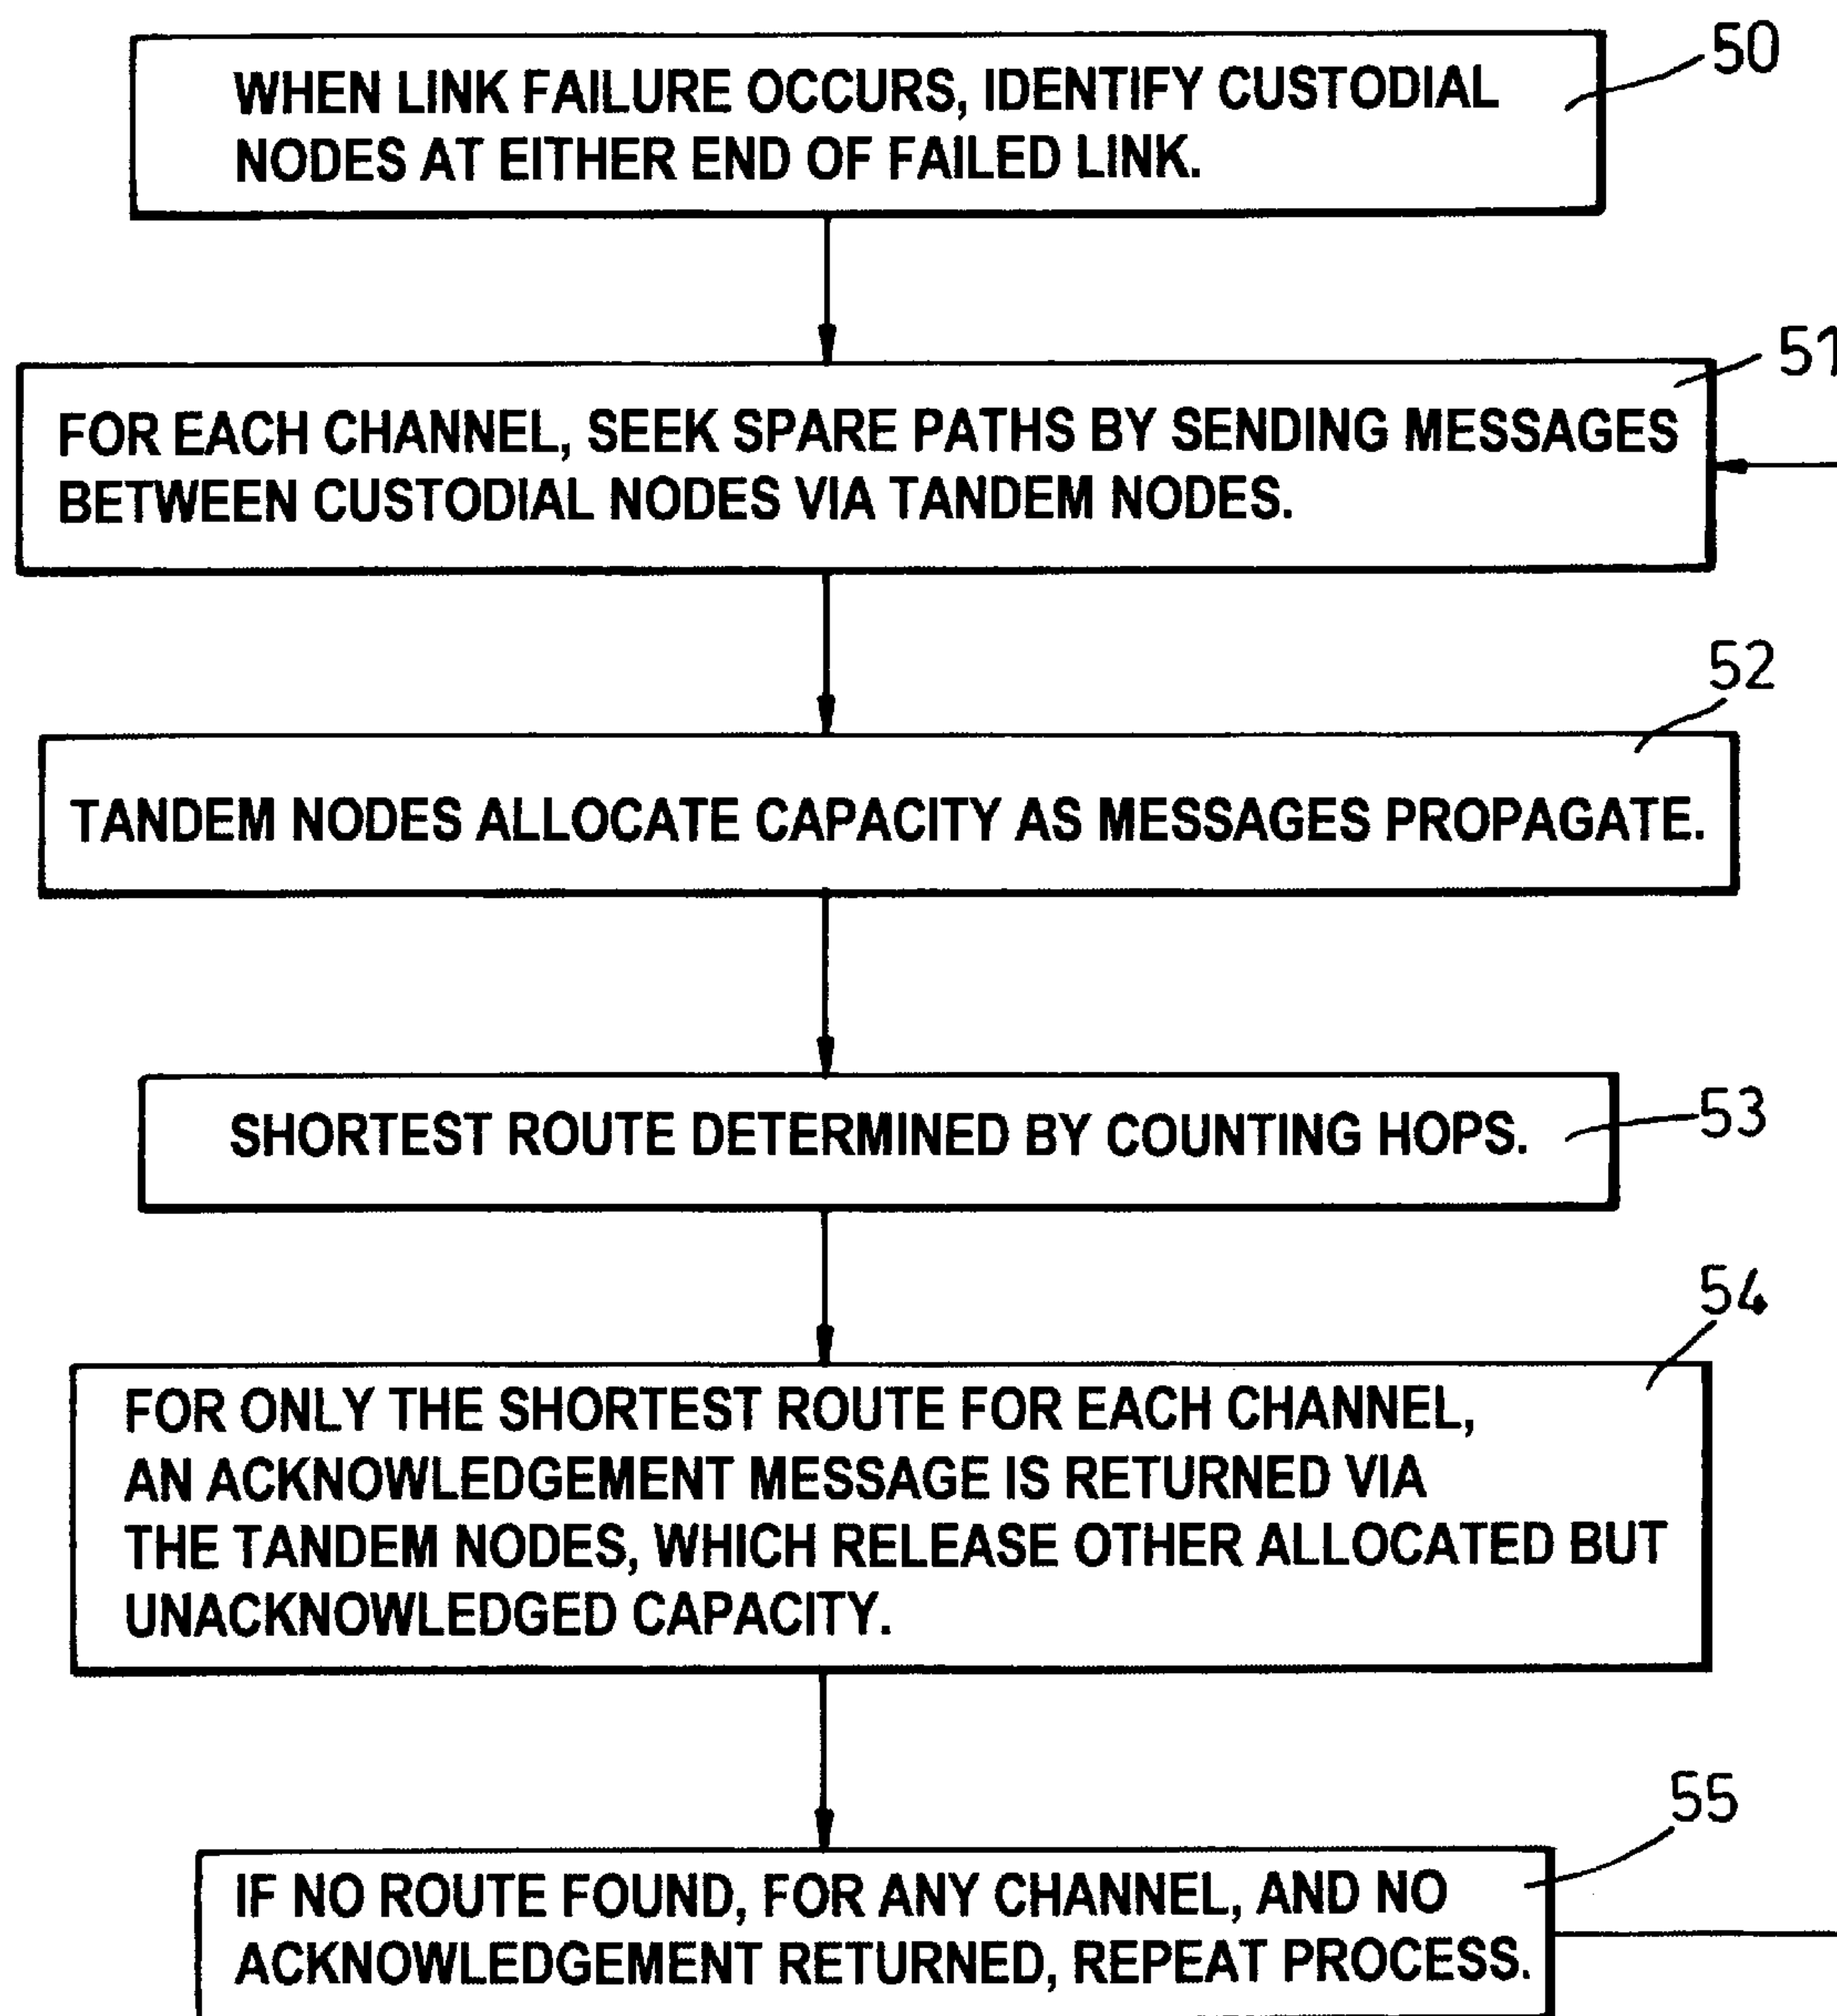 50
WHEN LINK FAILURE OCCURS, IDENTIFY CUSTODIAL
NODES AT EITHER END OF FAILED LINK.
51
FOR EACH CHANNEL, SEEK SPARE PATHS BY SENDING MESSAGES
BETWEEN CUSTODIAL NODES VIA TANDEM NODES.
52
TANDEM NODES ALLOCATE CAPACITY AS MESSAGES PROPAGATE.
SHORTEST ROUTE DETERMINED BY COUNTING HOPS.
53
54
FOR ONLY THE SHORTEST ROUTE FOR EACH CHANNEL,
AN ACKNOWLEDGEMENT MESSAGE IS RETURNED VIA
THE TANDEM NODES, WHICH RELEASE OTHER ALLOCATED BUT
UNACKNOWLEDGED CAPACITY.
55
IF NO ROUTE FOUND, FOR ANY CHANNEL, AND NO
ACKNOWLEDGEMENT RETURNED, REPEAT PROCESS.